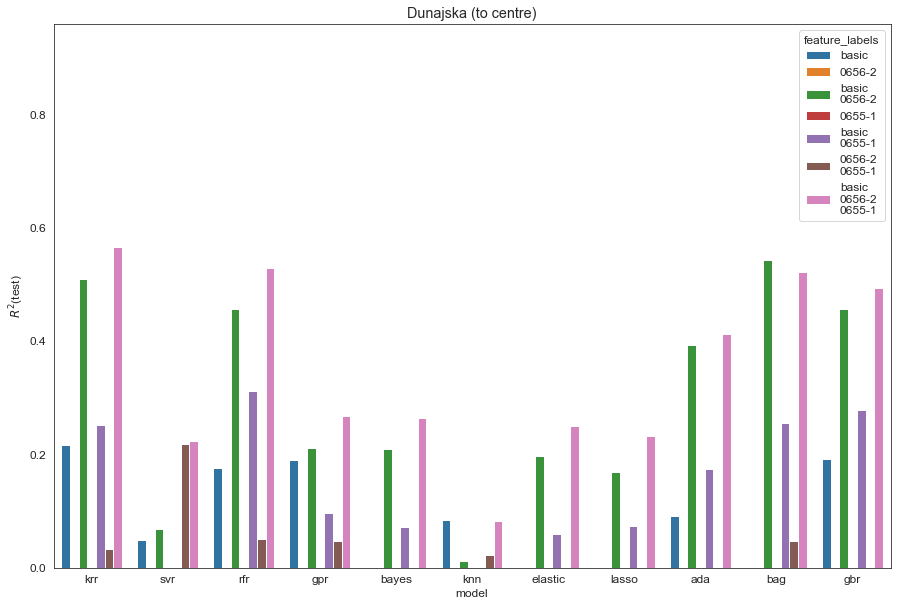 Dunajska (to centre)
feature_labels
basic
0656-2
basic
0656-2
0655-1
basic
0655-1
0656-2
0655-1
basic
0656-2
0655-1
0.8
0.6
0.4
0.2
0.0
R²(test)
krr svr rfr gpr bayes knn elastic lasso ada bag gbr
model